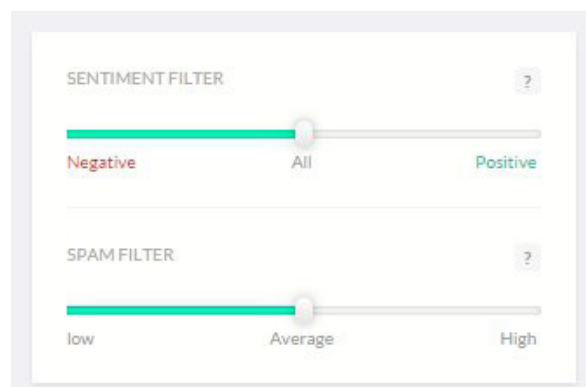 SENTIMENT FILTER ?
Negative All Positive
SPAM FILTER ?
low Average High